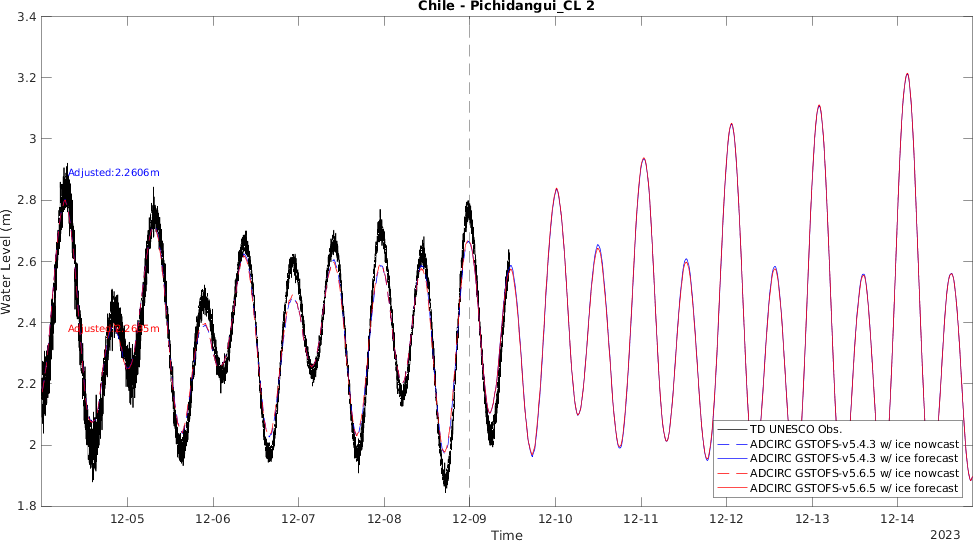 Chile - Pichidangui_CL 2
3.4
3.2
3
2.8
2.6
2.4
2.2
2
1.8
Water Level (m)
Adjusted:2.2606m
TD UNESCO Obs.
ADCIRC GSTOFS-v5.4.3 w/ ice nowcast
ADCIRC GSTOFS-v5.4.3 w/ ice forecast
ADCIRC GSTOFS-v5.6.5 w/ ice nowcast
ADCIRC GSTOFS-v5.6.5 w/ ice forecast
12-05 12-06 12-07 12-08 12-09 12-10 12-11 12-12 12-13 12-14
Time
2023